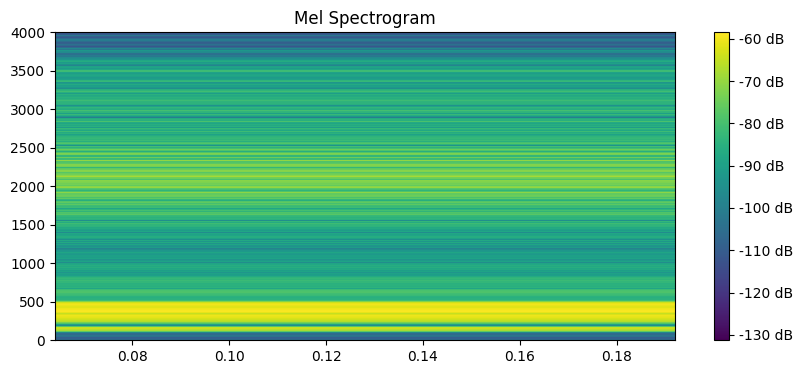 Mel Spectrogram
4000
3500
3000
2500
2000
1500
1000
500
0
0.08 0.10 0.12 0.14 0.16 0.18
-60 dB
-70 dB
-80 dB
-90 dB
-100 dB
-110 dB
-120 dB
-130 dB